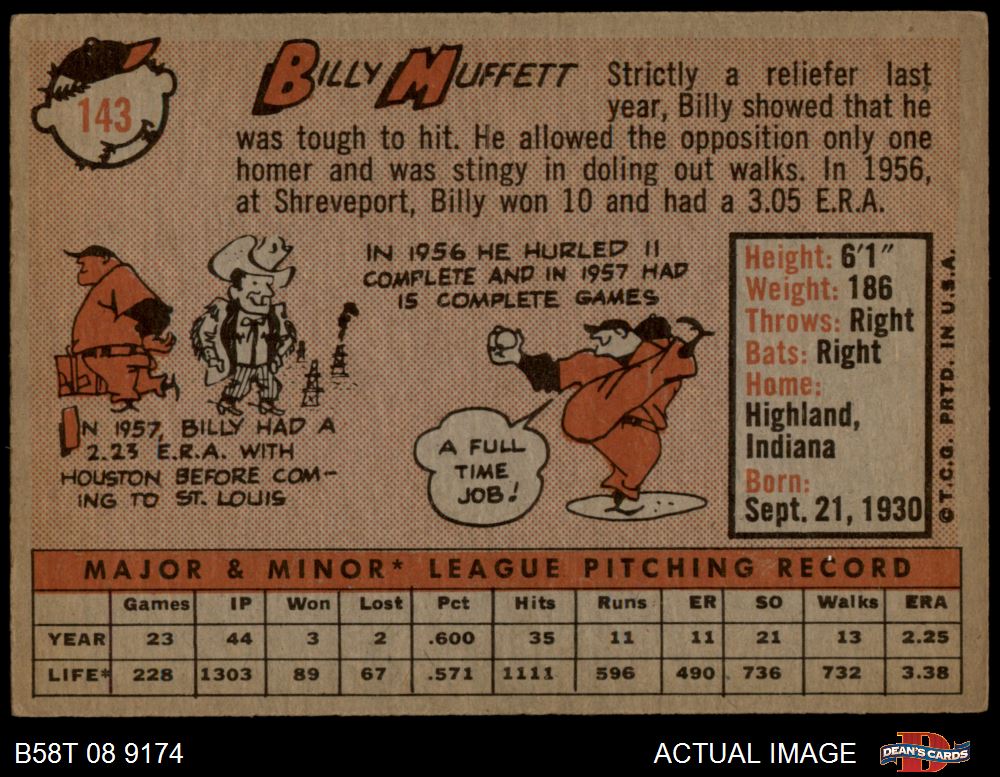 143
BILLY MUFFETT
Strictly a reliefer last
year, Billy showed that he
was tough to hit. He allowed the opposition only one
homer and was stingy in doling out walks. In 1956,
at Shreveport, Billy won 10 and had a 3.05 E.R.A.
IN 1957, BILLY HAD A
2.23 E.R.A. WITH
HOUSTON BEFORE COM-
ING TO ST. LOUIS
IN 1956 HE HURLED 11
COMPLETE AND IN 1957 HAD
15 COMPLETE GAMES
A FULL
TIME
JOB!
Height: 6'1"
Weight: 186
Throws: Right
Bats: Right
Home:
Highland,
Indiana
Born:
Sept. 21, 1930
© T.C.G. PRTD. IN U.S.A.
MAJOR & MINOR* LEAGUE PITCHING RECORD
Games IP Won Lost Pct Hits Runs ER SO Walks ERA
YEAR 23 44 3 2 .600 35 11 11 21 13 2.25
LIFE* 228 1303 89 67 .571 1111 596 490 736 732 3.38
B58T 08 9174
ACTUAL IMAGE
D
DEAN'S CARDS